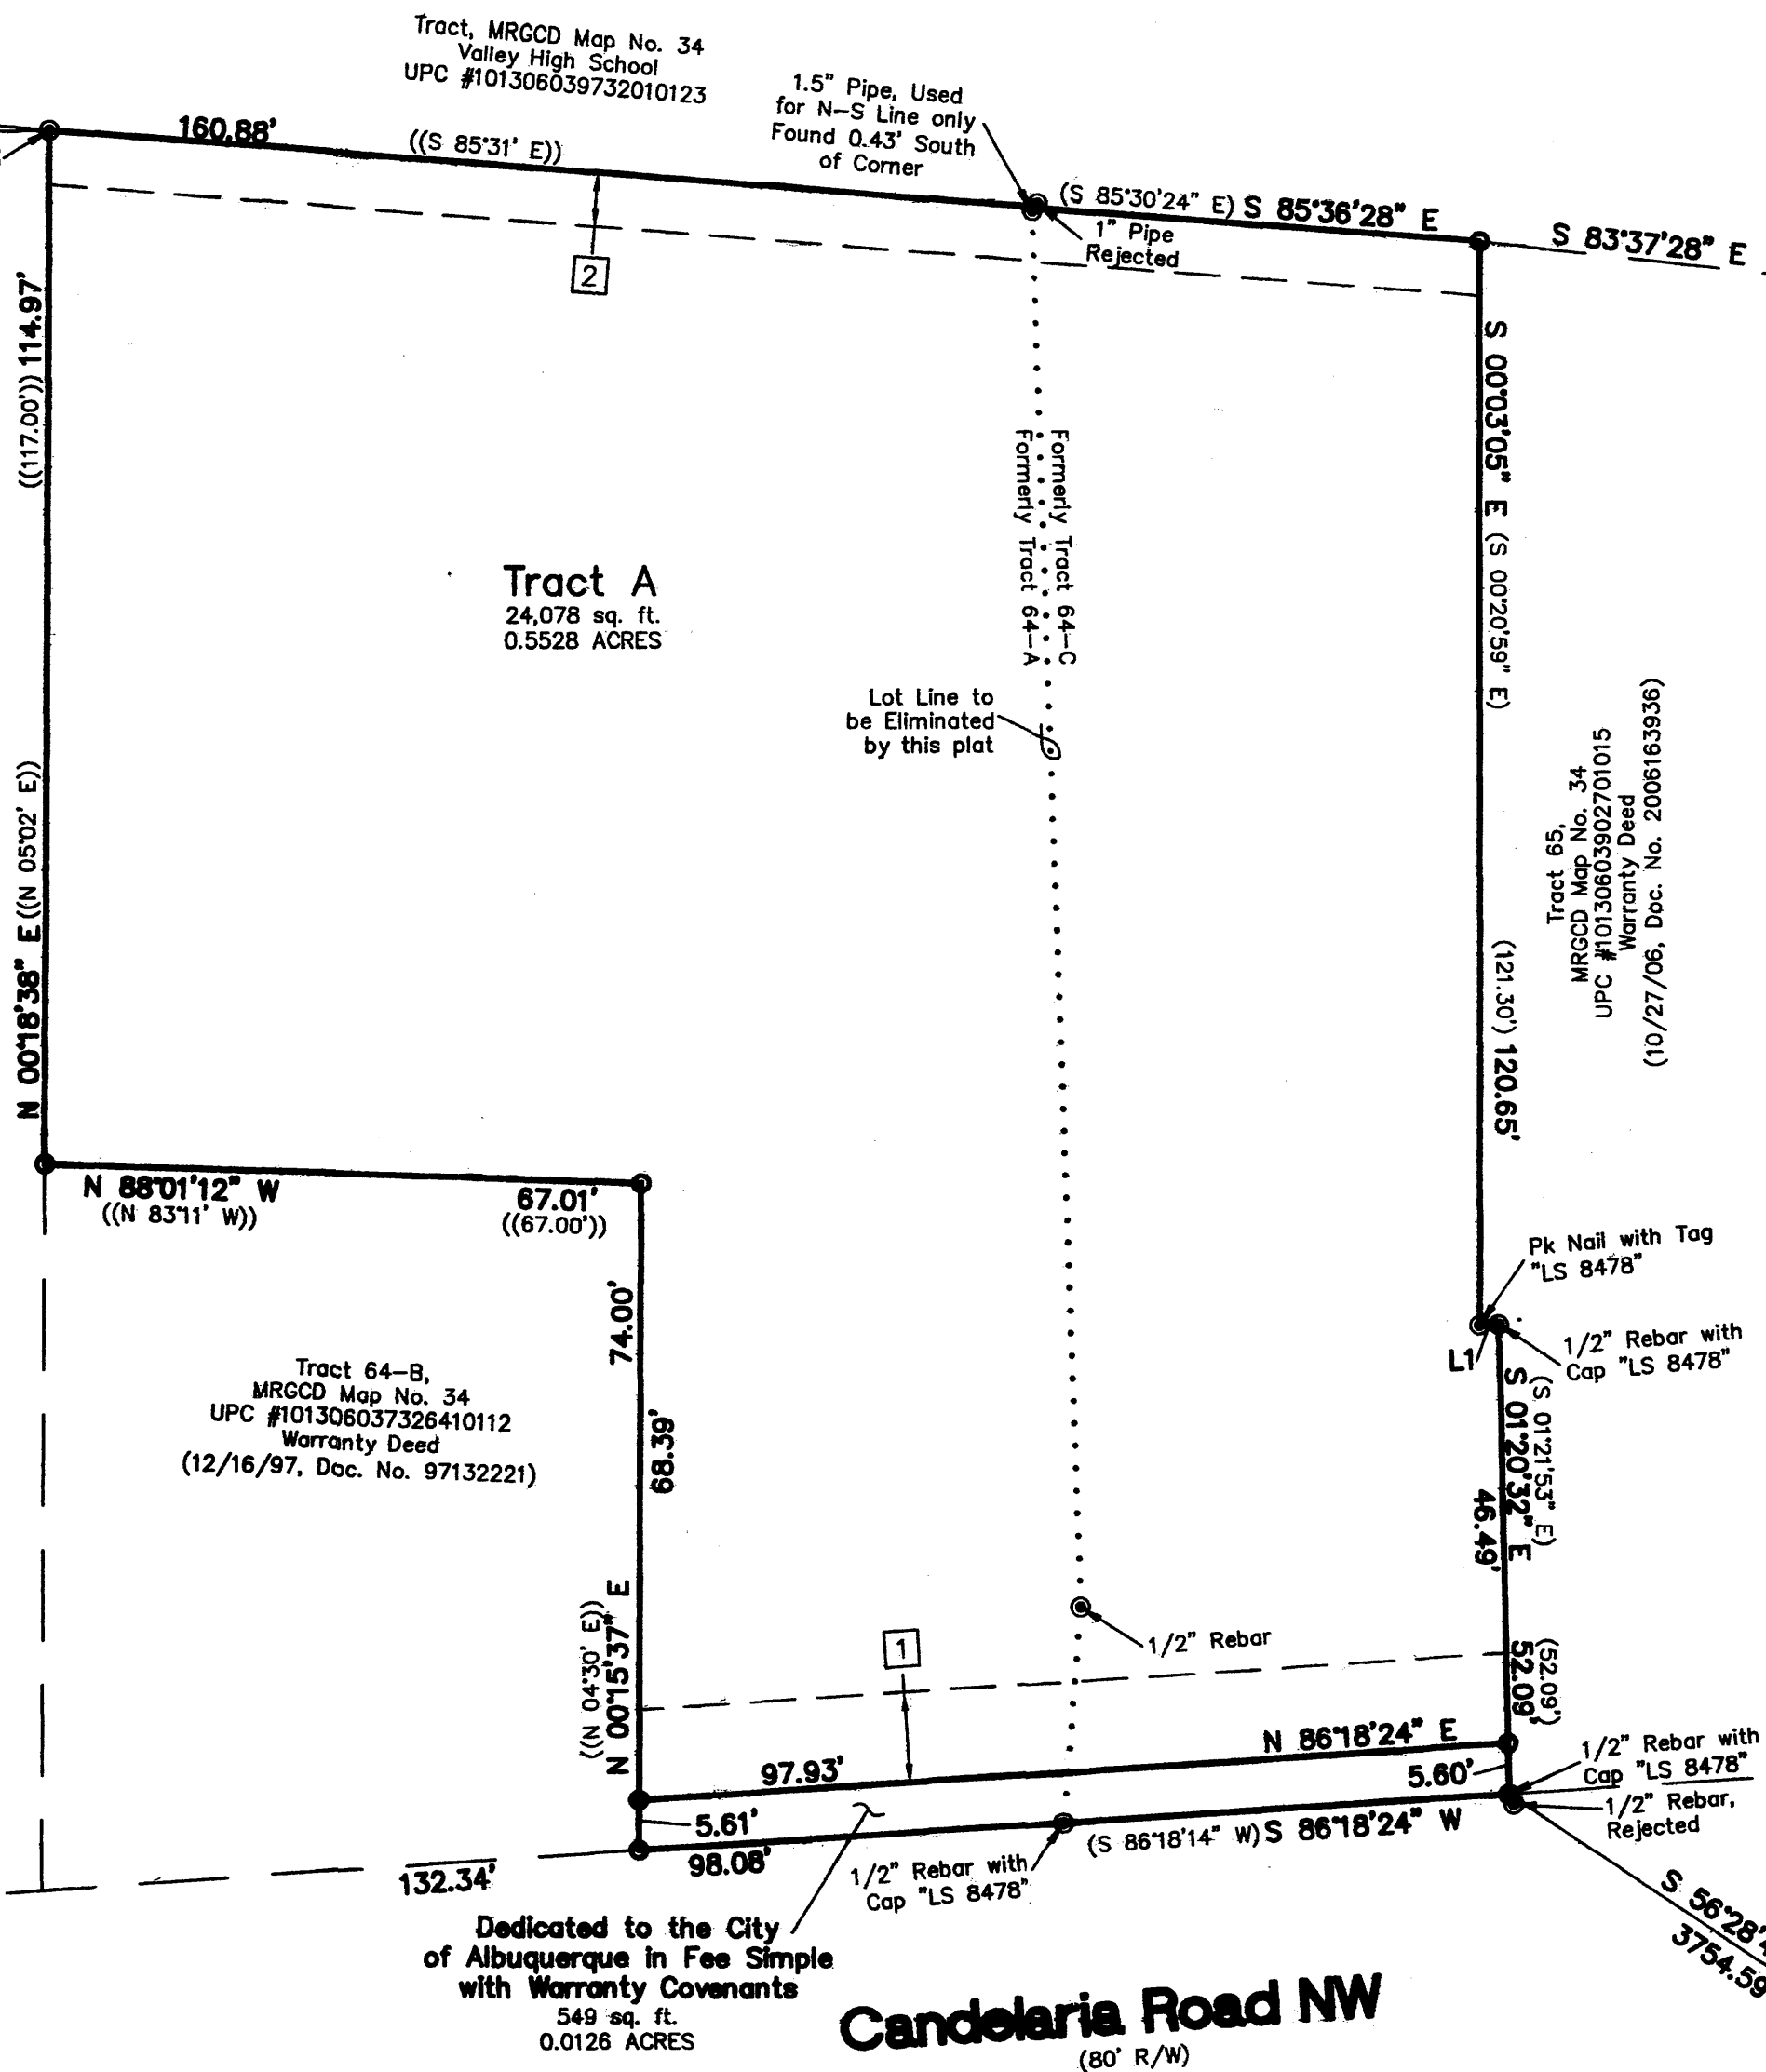 Tract, MRGCD Map No. 34
Valley High School
UPC #101306039732010123
1.5" Pipe, Used
for N-S Line only
Found 0.43' South
of Corner
160.88'
((S 85°31' E))
(S 85°30'24" E) S 85°36'28" E
S 83°37'28" E
1" Pipe
Rejected
2
((117.00')) 114.97'
N 00°18'38" E ((N 05°02' E))
Tract A
24,078 sq. ft.
0.5528 ACRES
Formerly Tract 64-C
Formerly Tract 64-A
Lot Line to
be Eliminated
by this plat
S 00°03'05" E (S 00°20'59" E)
(121.30') 120.65'
Tract 65,
MRGCD Map No. 34
UPC #101306039027010​15
Warranty Deed
(10/27/06, Doc. No. 2006163936)
N 88°01'12" W
((N 83°11' W))
67.01'
((67.00'))
74.00'
68.39'
N 00°15'37" E
((N 04°30' E))
Tract 64-B,
MRGCD Map No. 34
UPC #101306037326410112
Warranty Deed
(12/16/97, Doc. No. 97132221)
Pk Nail with Tag
"LS 8478"
L1
1/2" Rebar with
Cap "LS 8478"
(S 01°21'53" E)
S 01°20'32" E
46.49'
(52.09')
52.09'
1/2" Rebar
1
N 86°18'24" E
97.93'
5.60'
1/2" Rebar with
Cap "LS 8478"
1/2" Rebar,
Rejected
5.61'
98.08'
(S 86°18'14" W) S 86°18'24" W
1/2" Rebar with
Cap "LS 8478"
132.34'
S 56°28'
3754.59
Dedicated to the City
of Albuquerque in Fee Simple
with Warranty Covenants
549 sq. ft.
0.0126 ACRES
Candelaria Road NW
(80' R/W)